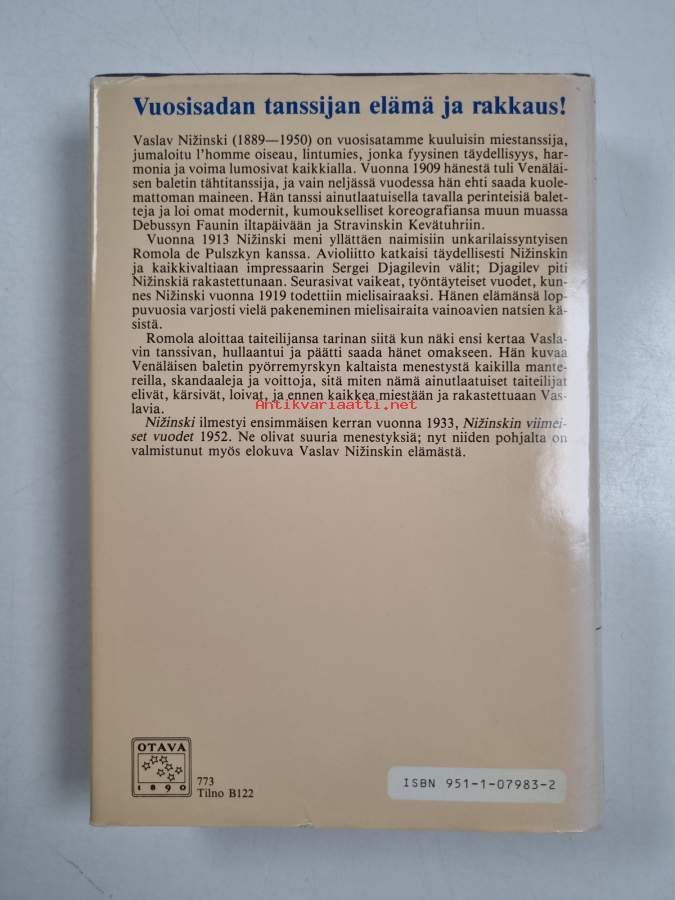 Vuosisadan tanssijan elämä ja rakkaus!
Vaslav Nižinski (1889—1950) on vuosisatamme kuuluisin miestanssija,
jumaloitu l'homme oiseau, lintumies, jonka fyysinen täydellisyys, har-
monia ja voima lumosivat kaikkialla. Vuonna 1909 hänestä tuli Venäläi-
sen baletin tähtitanssija, ja vain neljässä vuodessa hän ehti saada kuole-
mattoman maineen. Hän tanssi ainutlaatuisella tavalla perinteisiä balet-
teja ja loi omat modernit, kumoukselliset koreografiansa muun muassa
Debussyn Faunin iltapäivään ja Stravinskin Kevätuhriin.
Vuonna 1913 Nižinski meni yllättäen naimisiin unkarilaissyntyisen
Romola de Pulszkyn kanssa. Avioliitto katkaisi täydellisesti Nižinskin
ja kaikkivaltiaan impressaarin Sergei Djagilevin välit; Djagilev piti
Nižinskiä rakastettunaan. Seurasivat vaikeat, työntäyteiset vuodet, kun-
nes Nižinski vuonna 1919 todettiin mielisairaaksi. Hänen elämänsä lop-
puvuosia varjosti vielä pakeneminen mielisairaita vainoavien natsien kä-
sistä.
Romola aloittaa taiteilijansa tarinan siitä kun näki ensi kertaa Vasla-
vin tanssivan, hullaantui ja päätti saada hänet omakseen. Hän kuvaa
Venäläisen baletin pyörremyrskyn kaltaista menestystä kaikilla mante-
reilla, skandaaleja ja voittoja, sitä miten nämä ainutlaatuiset taiteilijat
elivät, kärsivät, loivat, ja ennen kaikkea miestään ja rakastettuaan Vas-
lavia.
Antikvariaatti.net
Nižinski ilmestyi ensimmäisen kerran vuonna 1933, Nižinskin viimei-
set vuodet 1952. Ne olivat suuria menestyksiä; nyt niiden pohjalta on
valmistunut myös elokuva Vaslav Nižinskin elämästä.
OTAVA
1890
773
Tilno B122
ISBN 951-1-07983-2